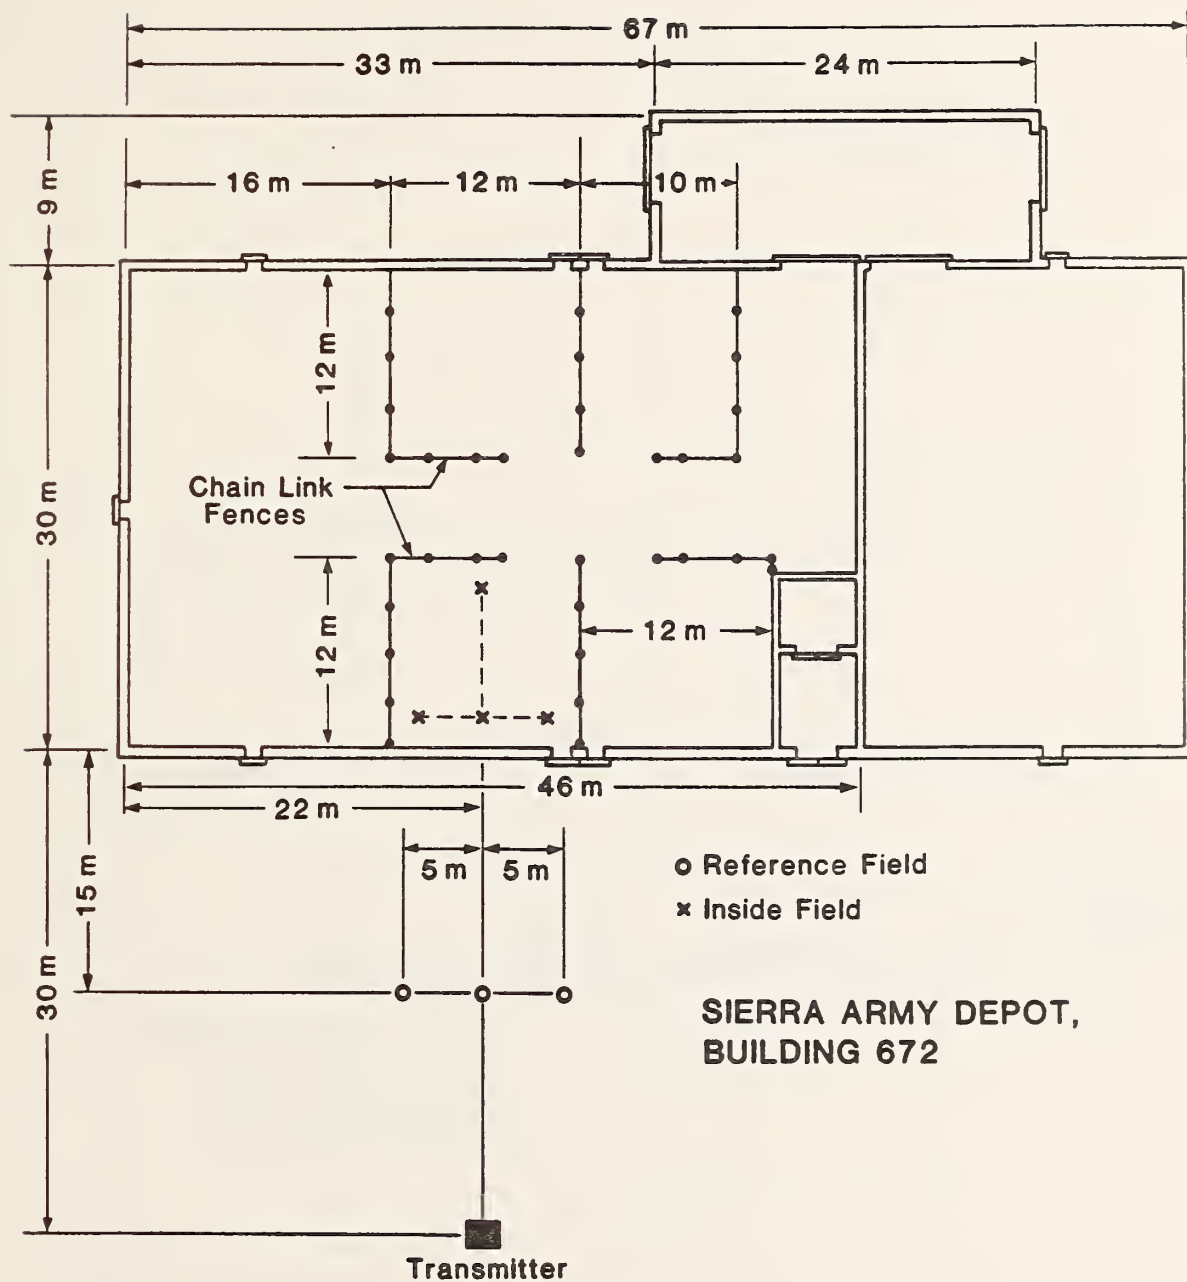 67 m
33 m
24 m
9 m
16 m
12 m
10 m
12 m
Chain Link
Fences
30 m
12 m
12 m
46 m
22 m
15 m
5 m
5 m
o Reference Field
x Inside Field
30 m
SIERRA ARMY DEPOT,
BUILDING 672
Transmitter